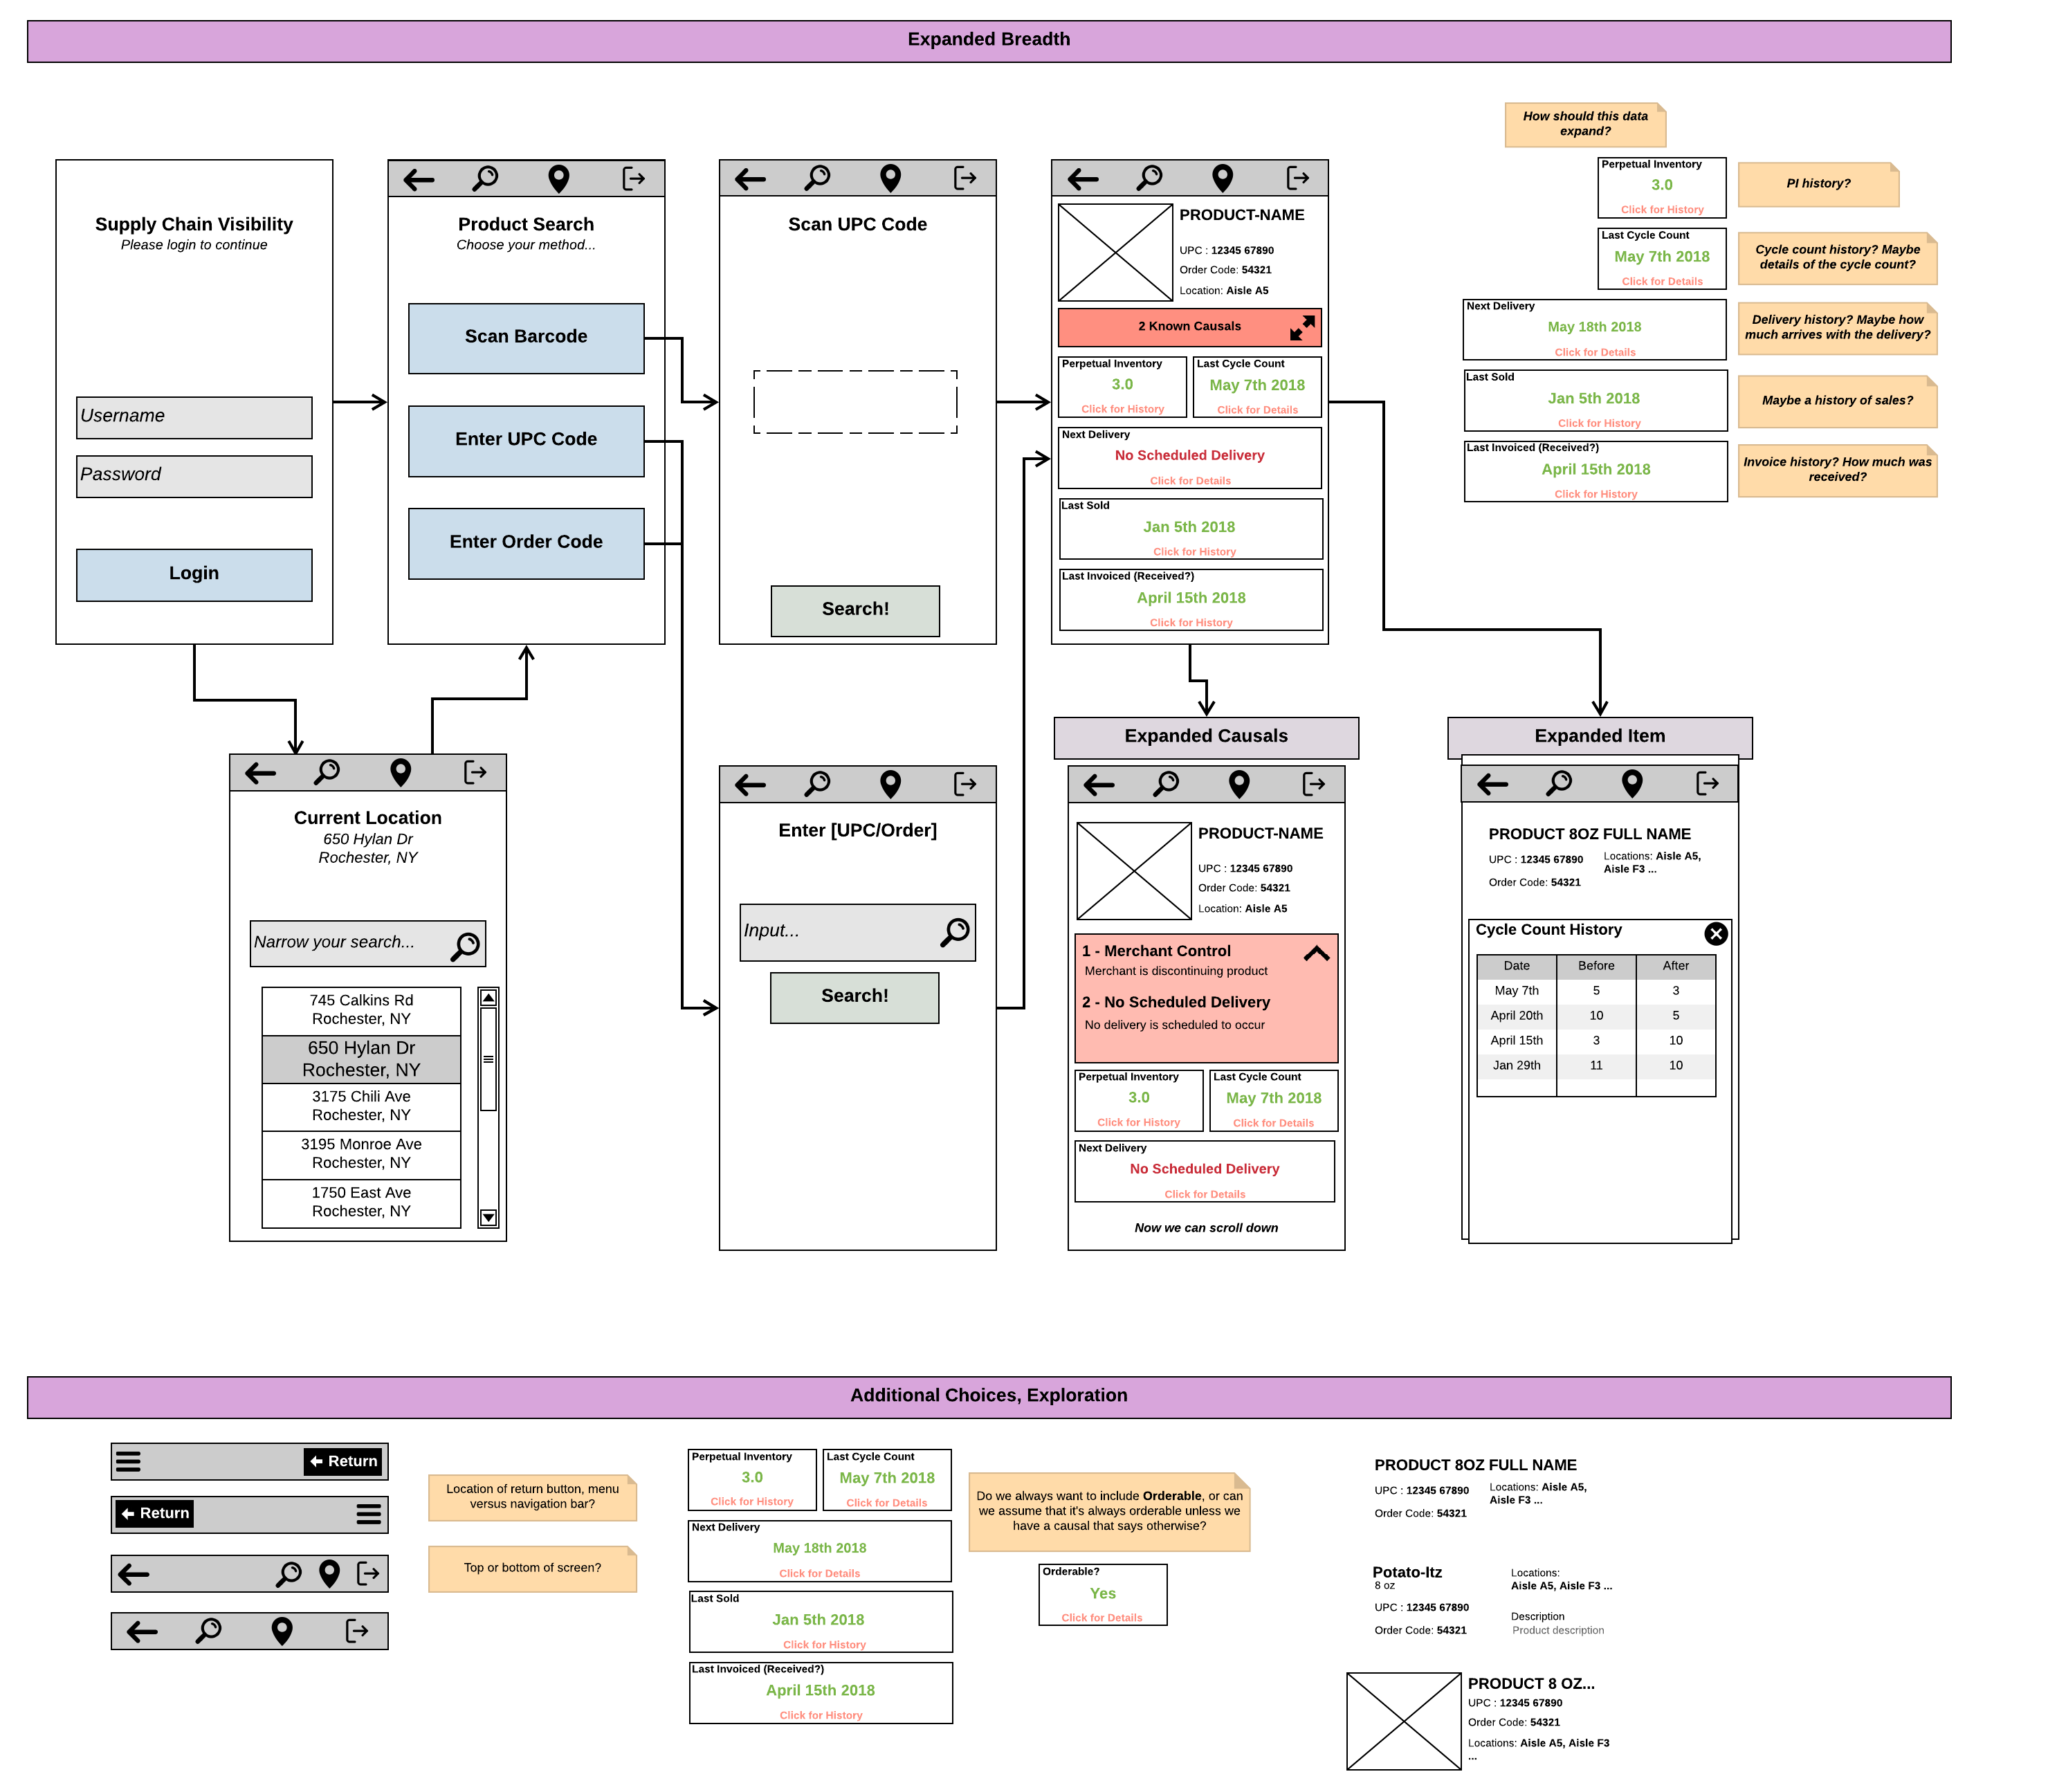 Expanded Breadth
Supply Chain Visibility
Please login to continue
Username
Password
Login
Product Search
Choose your method...
Scan Barcode
Enter UPC Code
Enter Order Code
Scan UPC Code
Search!
PRODUCT-NAME
UPC : 12345 67890
Order Code: 54321
Location: Aisle A5
2 Known Causals
Perpetual Inventory
3.0
Click for History
Last Cycle Count
May 7th 2018
Click for Details
Next Delivery
No Scheduled Delivery
Click for Details
Last Sold
Jan 5th 2018
Click for History
Last Invoiced (Received?)
April 15th 2018
Click for History
How should this data
expand?
Perpetual Inventory
3.0
Click for History
PI history?
Last Cycle Count
May 7th 2018
Click for Details
Cycle count history? Maybe
details of the cycle count?
Next Delivery
May 18th 2018
Click for Details
Delivery history? Maybe how
much arrives with the delivery?
Last Sold
Jan 5th 2018
Click for History
Maybe a history of sales?
Last Invoiced (Received?)
April 15th 2018
Click for History
Invoice history? How much was
received?
Current Location
650 Hylan Dr
Rochester, NY
Narrow your search...
745 Calkins Rd
Rochester, NY
650 Hylan Dr
Rochester, NY
3175 Chili Ave
Rochester, NY
3195 Monroe Ave
Rochester, NY
1750 East Ave
Rochester, NY
Enter [UPC/Order]
Input...
Search!
Expanded Causals
PRODUCT-NAME
UPC : 12345 67890
Order Code: 54321
Location: Aisle A5
1 - Merchant Control
Merchant is discontinuing product
2 - No Scheduled Delivery
No delivery is scheduled to occur
Perpetual Inventory
3.0
Click for History
Last Cycle Count
May 7th 2018
Click for Details
Next Delivery
No Scheduled Delivery
Click for Details
Now we can scroll down
Expanded Item
PRODUCT 8OZ FULL NAME
UPC : 12345 67890
Order Code: 54321
Locations: Aisle A5,
Aisle F3 ...
Cycle Count History
Date Before After
May 7th 5 3
April 20th 10 5
April 15th 3 10
Jan 29th 11 10
Additional Choices, Exploration
Return
Return
Location of return button, menu
versus navigation bar?
Top or bottom of screen?
Perpetual Inventory
3.0
Click for History
Last Cycle Count
May 7th 2018
Click for Details
Next Delivery
May 18th 2018
Click for Details
Last Sold
Jan 5th 2018
Click for History
Last Invoiced (Received?)
April 15th 2018
Click for History
Do we always want to include Orderable, or can
we assume that it's always orderable unless we
have a causal that says otherwise?
Orderable?
Yes
Click for Details
PRODUCT 8OZ FULL NAME
UPC : 12345 67890
Order Code: 54321
Locations: Aisle A5,
Aisle F3 ...
Potato-Itz
8 oz
UPC : 12345 67890
Order Code: 54321
Locations:
Aisle A5, Aisle F3 ...
Description
Product description
PRODUCT 8 OZ...
UPC : 12345 67890
Order Code: 54321
Locations: Aisle A5, Aisle F3
...